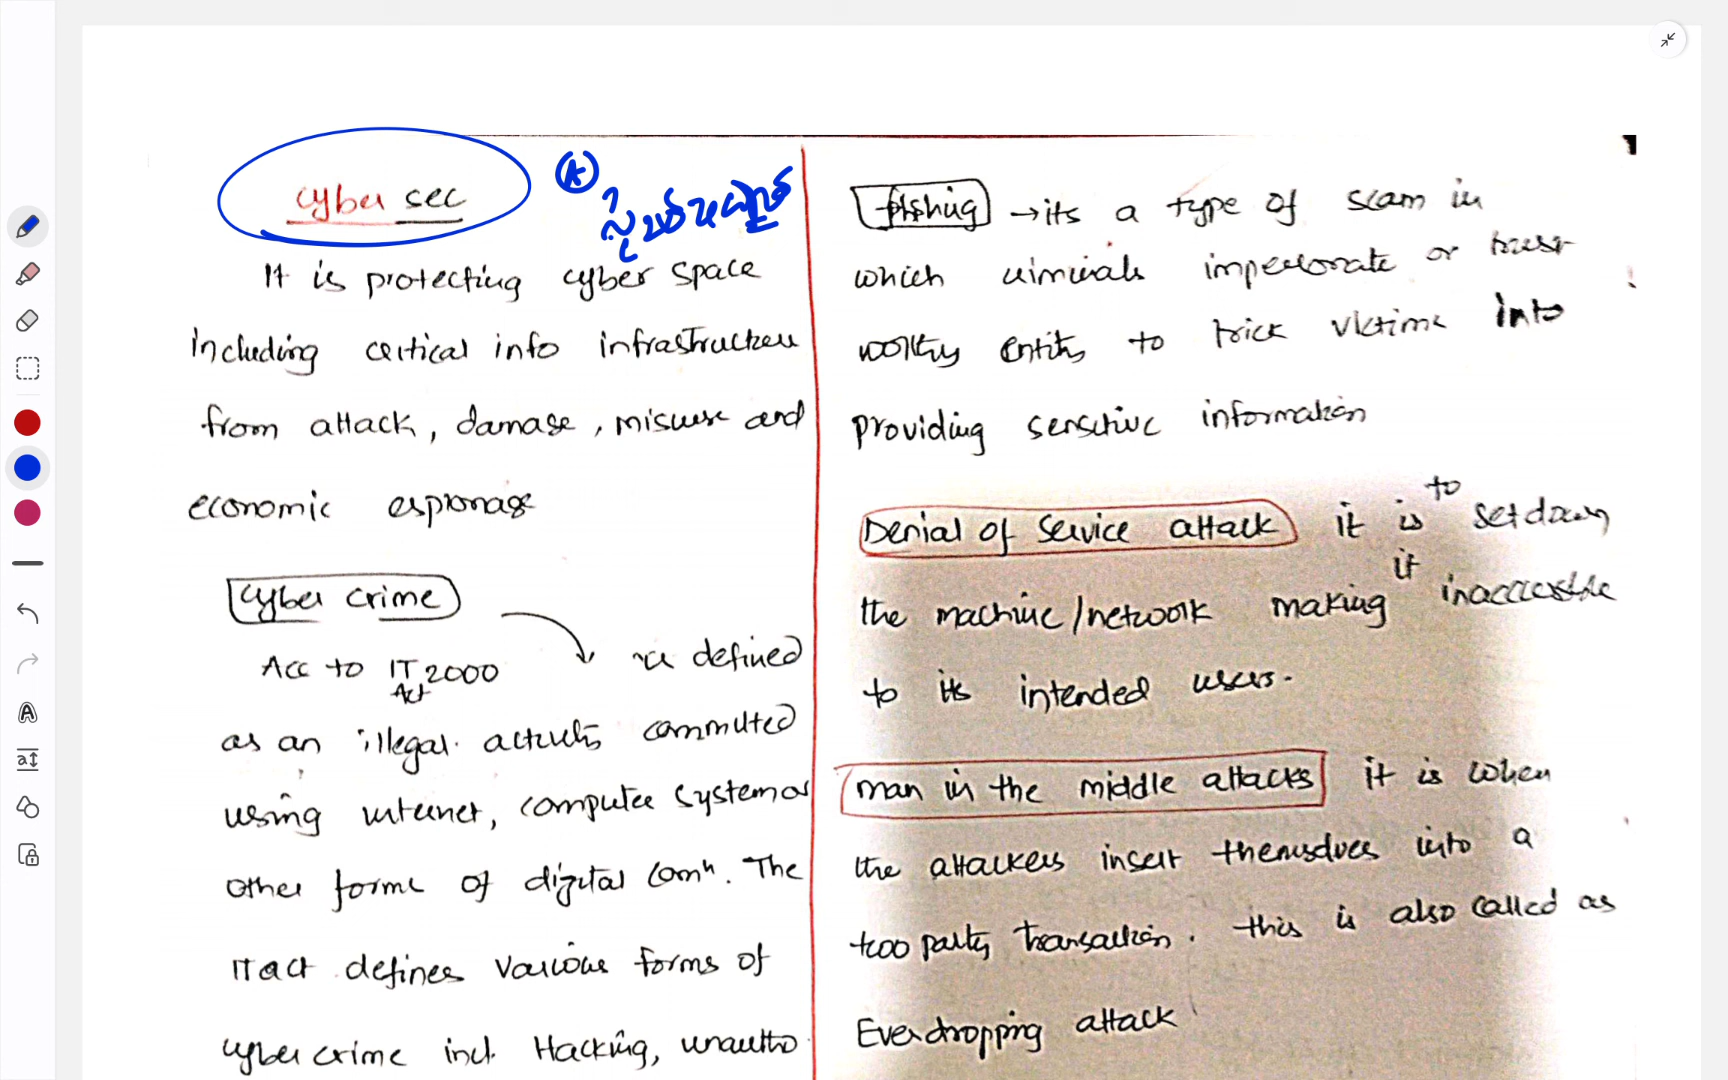 cyber sec
It is protecting cyber space
including critical info infrastructure
from attack, damage, misuse and
economic espionage
Cyber crime
Acc to IT Act 2000 is defined
as an illegal activity committed
using internet, computer system or
other forms of digital comn. The
IT act defines various forms of
cyber crime incl. Hacking, unautho
fishing → its a type of scam in
which criminals impersonate or trust
worthy entity to trick victims into
providing sensitive information
Denial of Service attack it is to set down
the machine/network making it inaccessible
to its intended users.
man in the middle attacks it is when
the attackers insert themselves into a
two party transaction. this is also called as
Evesdropping attack